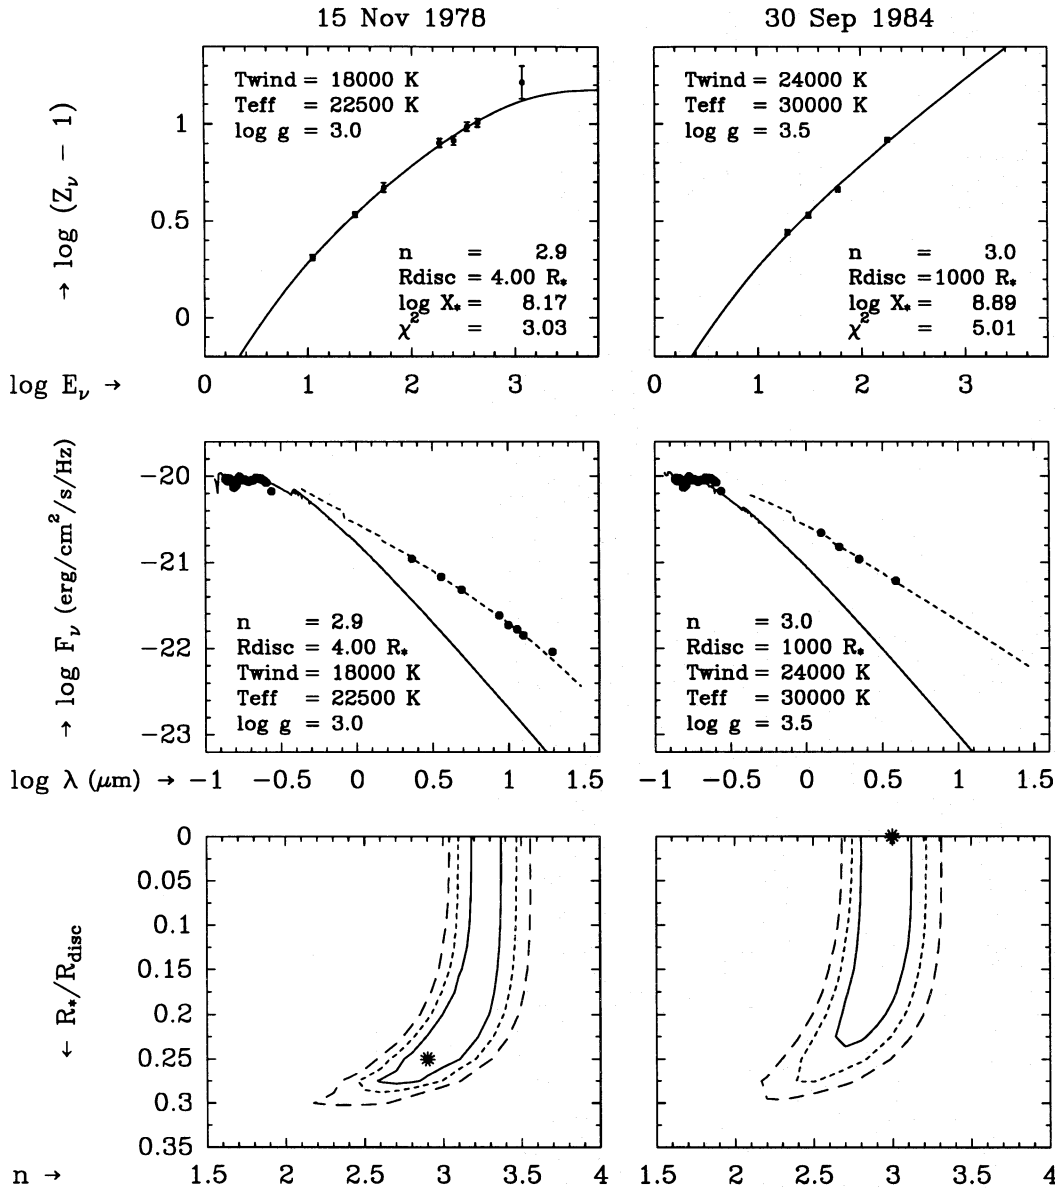 15 Nov 1978
30 Sep 1984
→ log (Zν − 1)
1
0.5
0
Twind = 18000 K
Teff = 22500 K
log g = 3.0
n = 2.9
Rdisc = 4.00 R*
log X* = 8.17
χ² = 3.03
Twind = 24000 K
Teff = 30000 K
log g = 3.5
n = 3.0
Rdisc = 1000 R*
log X* = 8.89
χ² = 5.01
log Eν → 0 1 2 3 0 1 2 3
→ log Fν (erg/cm²/s/Hz)
−20
−21
−22
−23
n = 2.9
Rdisc = 4.00 R*
Twind = 18000 K
Teff = 22500 K
log g = 3.0
n = 3.0
Rdisc = 1000 R*
Twind = 24000 K
Teff = 30000 K
log g = 3.5
log λ (μm) → −1 −0.5 0 0.5 1 1.5 −1 −0.5 0 0.5 1 1.5
← R*/Rdisc
0
0.05
0.1
0.15
0.2
0.25
0.3
0.35
n → 1.5 2 2.5 3 3.5 4 1.5 2 2.5 3 3.5 4